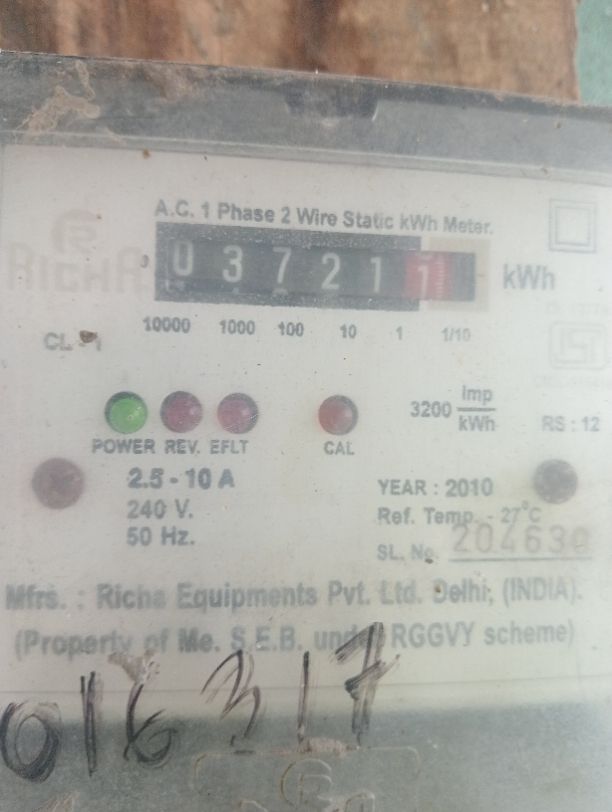 A.C. 1 Phase 2 Wire Static kWh Meter.
RICHA
0 3 7 2 1 1 kWh
10000 1000 100 10 1 1/10
CL - 1
3200 imp/kWh
RS : 12
POWER REV. EFLT CAL
2.5 - 10 A
240 V.
50 Hz.
YEAR : 2010
Ref. Temp. - 27°C
SL. No. 204630
Mfrs. : Richa Equipments Pvt. Ltd. Delhi, (INDIA).
(Property of Me. S.E.B. under RGGVY scheme)
016317